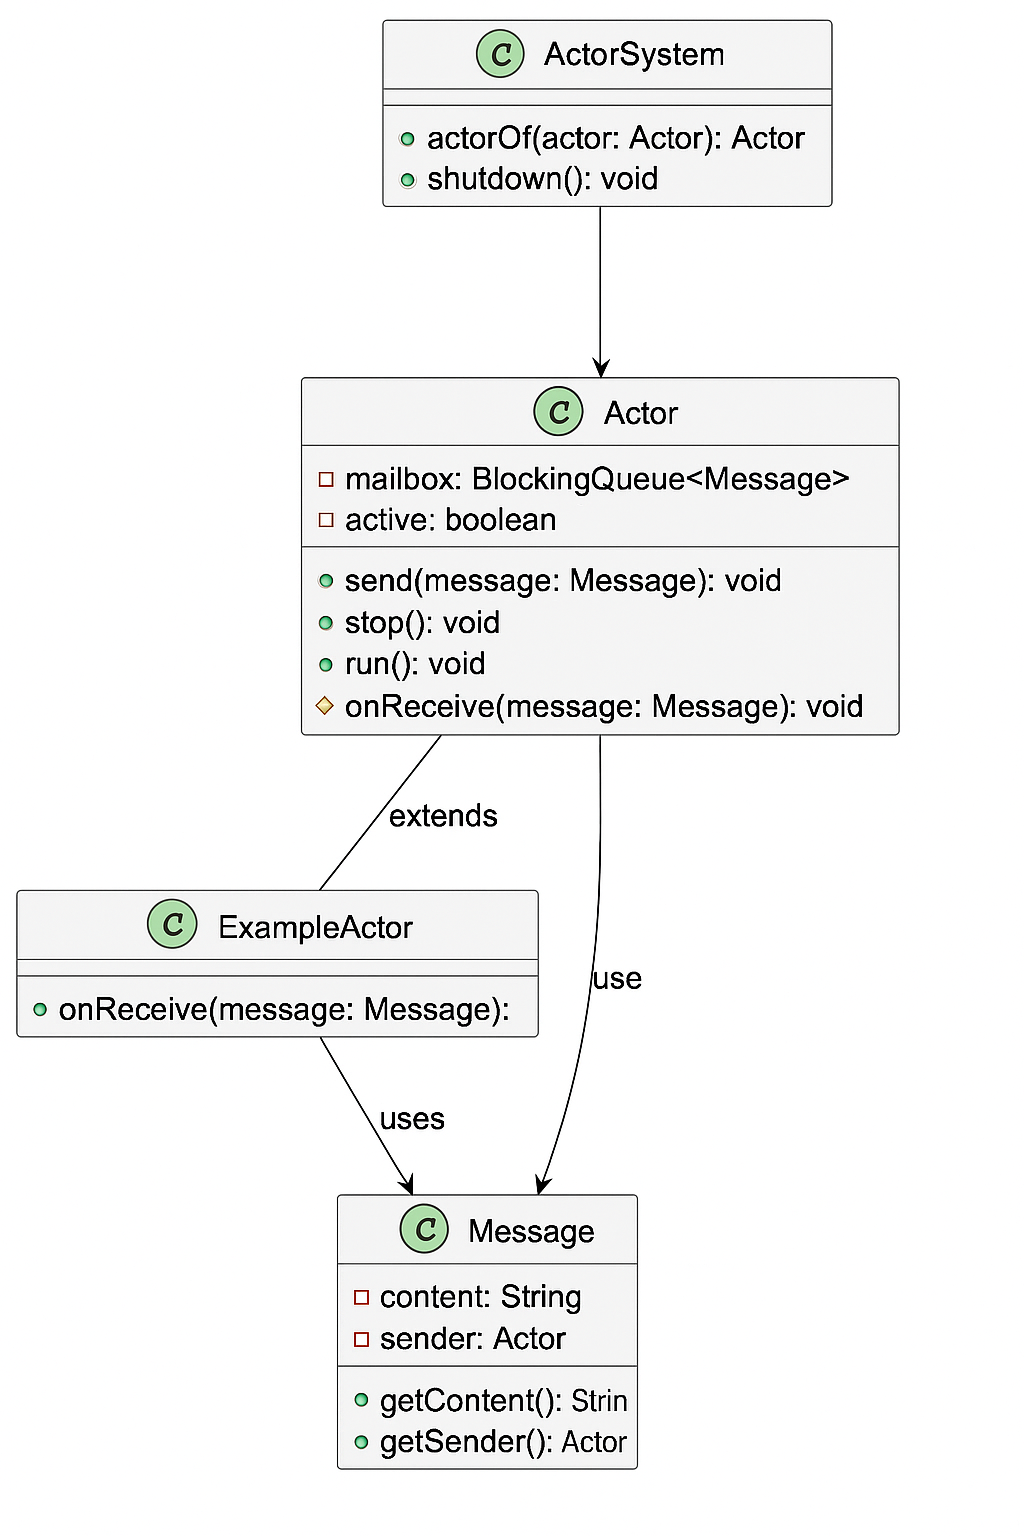 C ActorSystem
actorOf(actor: Actor): Actor
shutdown(): void
C Actor
mailbox: BlockingQueue<Message>
active: boolean
send(message: Message): void
stop(): void
run(): void
onReceive(message: Message): void
extends
C ExampleActor
use
onReceive(message: Message):
uses
C Message
content: String
sender: Actor
getContent(): Strin
getSender(): Actor